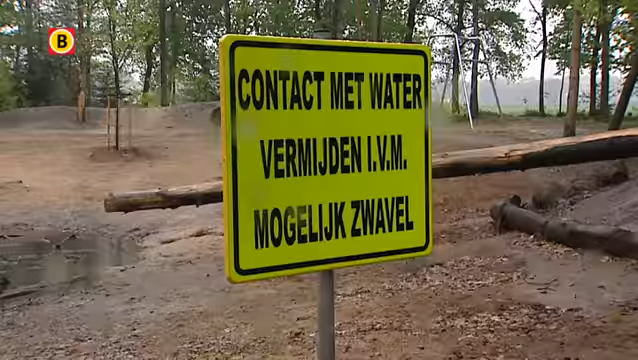 B
CONTACT MET WATER
VERMIJDEN I.V.M.
MOGELIJK ZWAVEL